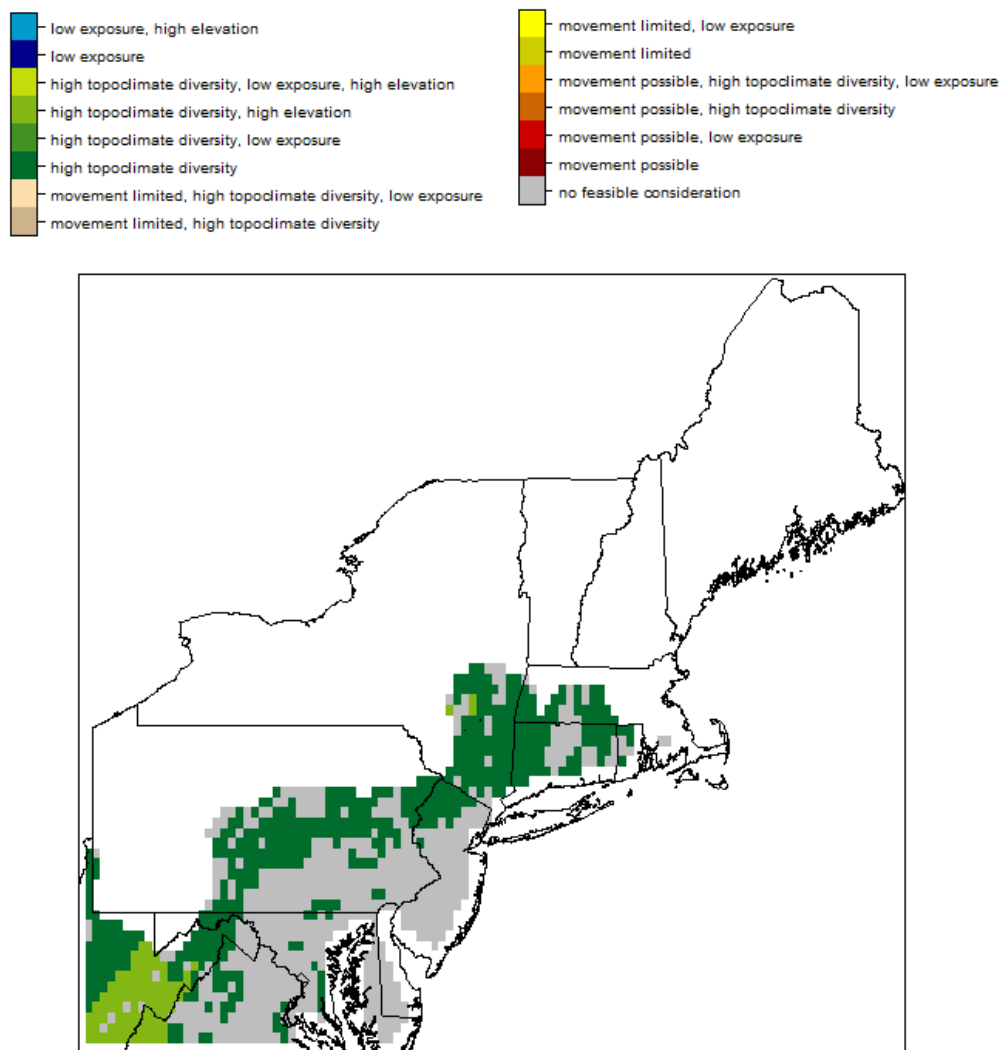 low exposure, high elevation
low exposure
high topoclimate diversity, low exposure, high elevation
high topoclimate diversity, high elevation
high topoclimate diversity, low exposure
high topoclimate diversity
movement limited, high topoclimate diversity, low exposure
movement limited, high topoclimate diversity
movement limited, low exposure
movement limited
movement possible, high topoclimate diversity, low exposure
movement possible, high topoclimate diversity
movement possible, low exposure
movement possible
no feasible consideration